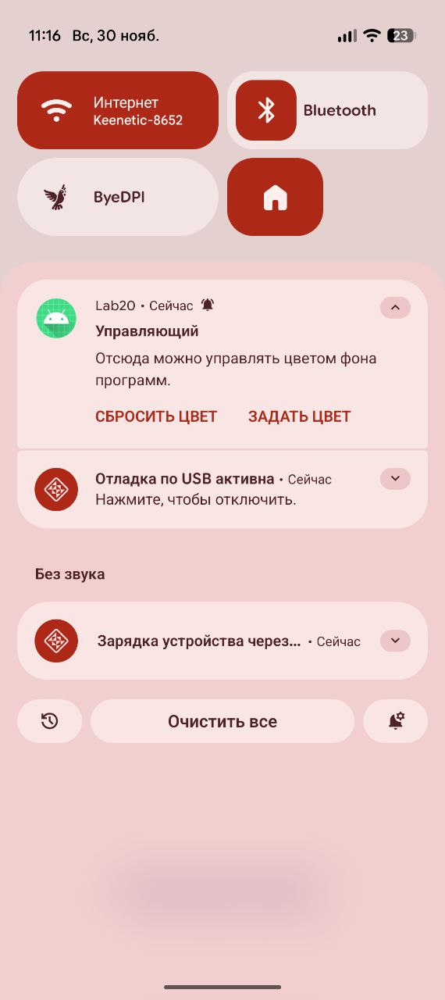 11:16 Вс, 30 нояб.
23
Интернет
Keenetic-8652
Bluetooth
ByeDPI
Lab20 • Сейчас
Управляющий
Отсюда можно управлять цветом фона
программ.
СБРОСИТЬ ЦВЕТ ЗАДАТЬ ЦВЕТ
Отладка по USB активна • Сейчас
Нажмите, чтобы отключить.
Без звука
Зарядка устройства через... • Сейчас
Очистить все